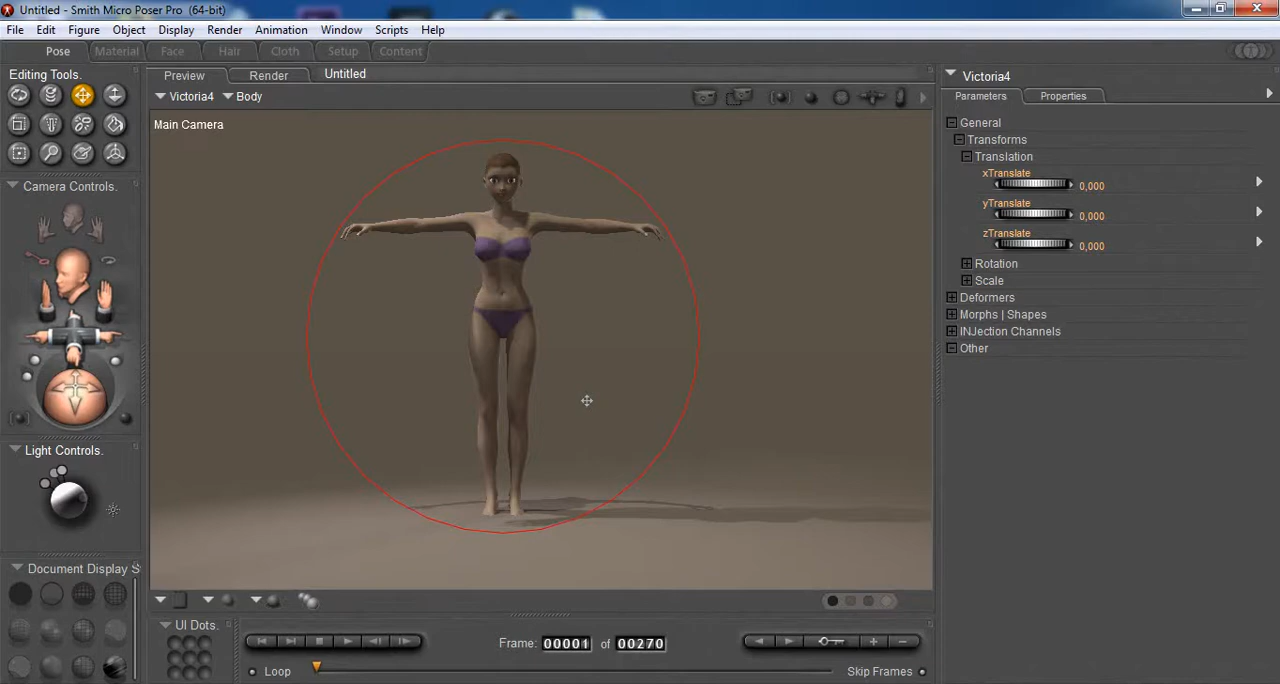 Untitled - Smith Micro Poser Pro  (64-bit)
File Edit Figure Object Display Render Animation Window Scripts Help
Pose Material Face Hair Cloth Setup Content
Editing Tools.
Preview Render Untitled
Victoria4 Body
Main Camera
Camera Controls.
Light Controls.
Document Display S
UI Dots.
Frame: 00001 of 00270
Loop
Skip Frames
Victoria4
Parameters Properties
General
Transforms
Translation
xTranslate
0,000
yTranslate
0,000
zTranslate
0,000
Rotation
Scale
Deformers
Morphs | Shapes
INJection Channels
Other